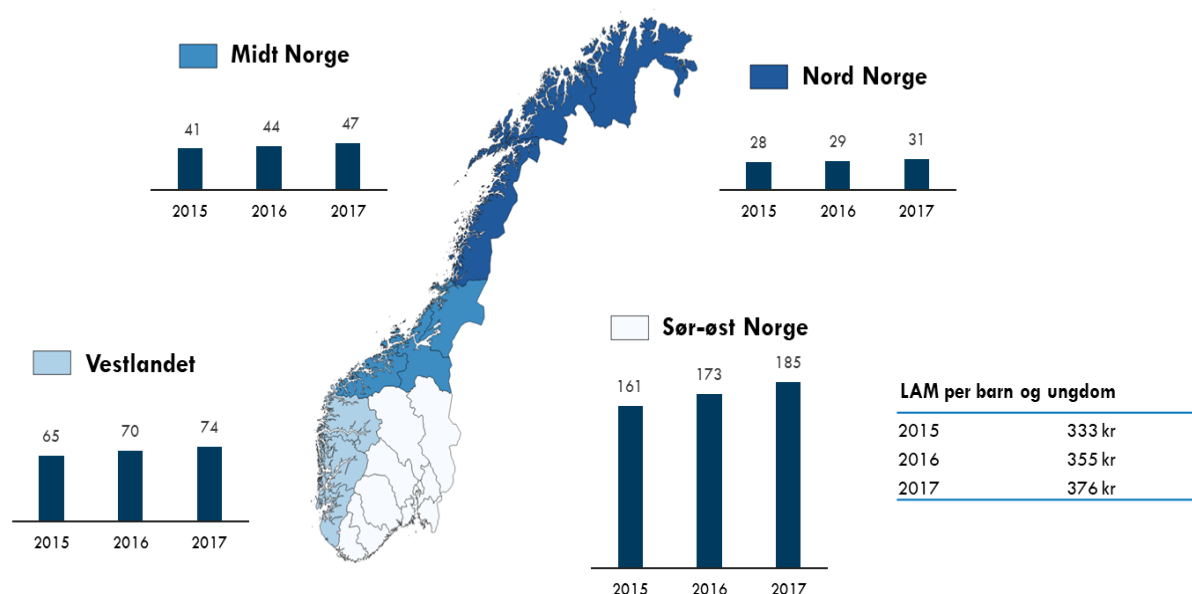 Midt Norge
41 44 47
2015 2016 2017
Nord Norge
28 29 31
2015 2016 2017
Vestlandet
65 70 74
2015 2016 2017
Sør-øst Norge
161 173 185
2015 2016 2017
LAM per barn og ungdom
2015 333 kr
2016 355 kr
2017 376 kr